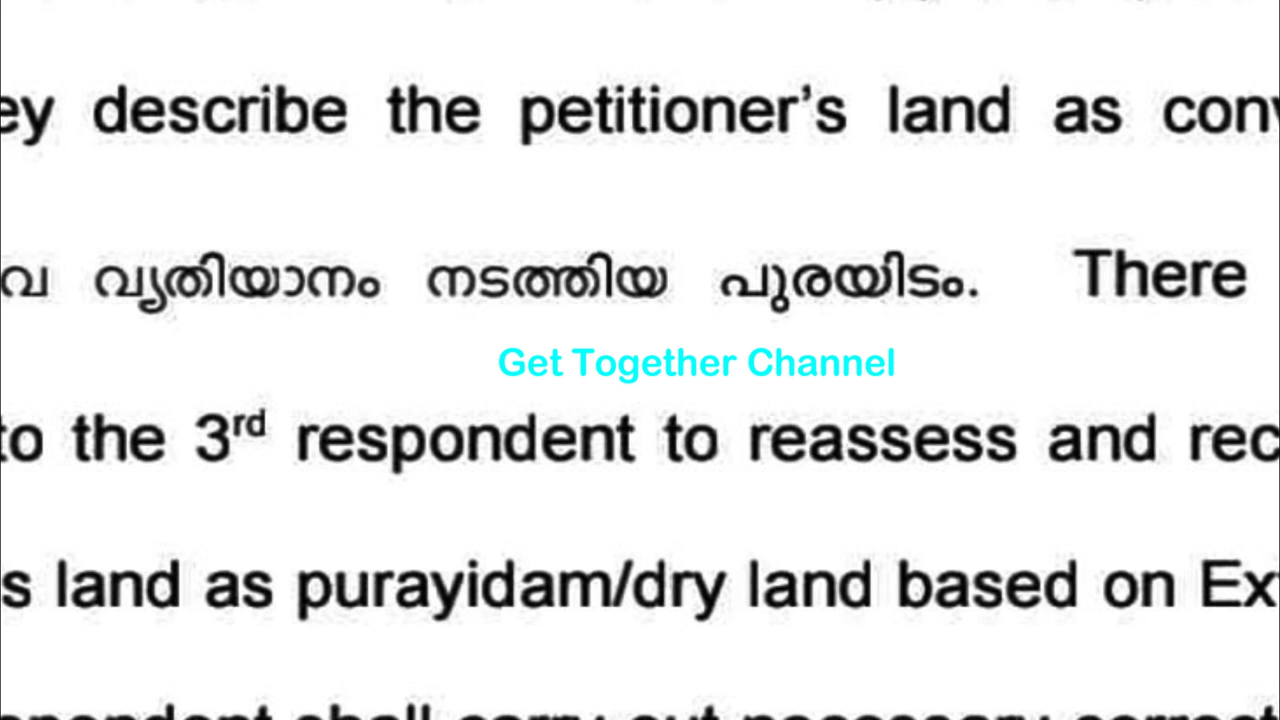 ey describe the petitioner's land as conv
വ വ്യതിയാനം നടത്തിയ പുരയിടം. There
Get Together Channel
to the 3rd respondent to reassess and rec
s land as purayidam/dry land based on Ex